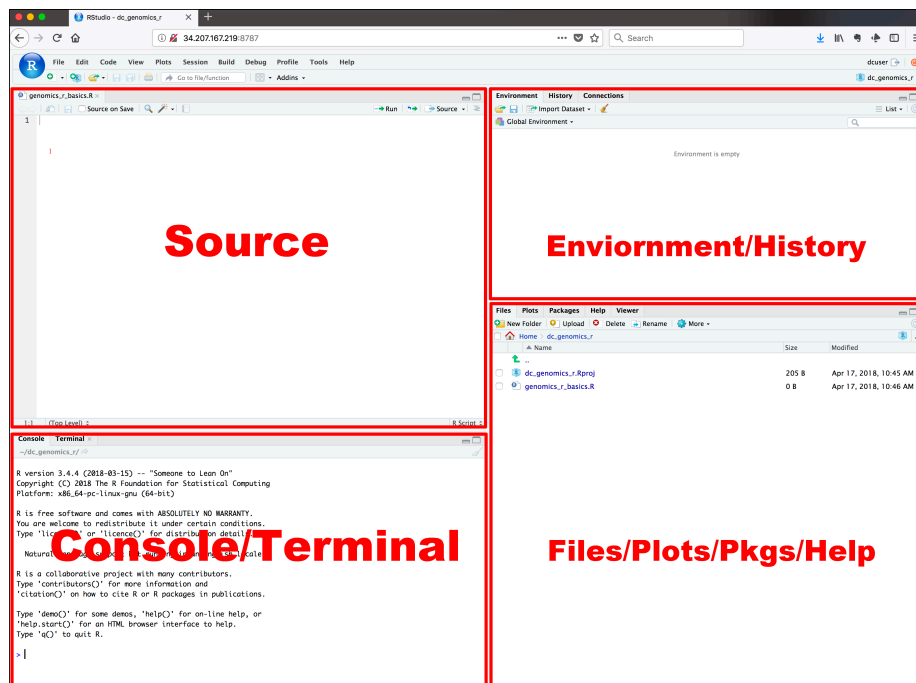 RStudio - dc_genomics_r
34.207.167.219:8787
Search
R
File Edit Code View Plots Session Build Debug Profile Tools Help
dcuser
Go to file/function
Addins
dc_genomics_r
genomics_r_basics.R
Source on Save
Run
Source
1
Source
1:1 (Top Level) R Script
Environment History Connections
Import Dataset
List
Global Environment
Environment is empty
Enviornment/History
Console Terminal
~/dc_genomics_r/
R version 3.4.4 (2018-03-15) -- "Someone to Lean On"
Copyright (C) 2018 The R Foundation for Statistical Computing
Platform: x86_64-pc-linux-gnu (64-bit)
R is free software and comes with ABSOLUTELY NO WARRANTY.
You are welcome to redistribute it under certain conditions.
Type 'license()' or 'licence()' for distribution details.
Natural
locale
Console/Terminal
R is a collaborative project with many contributors.
Type 'contributors()' for more information and
'citation()' on how to cite R or R packages in publications.
Type 'demo()' for some demos, 'help()' for on-line help, or
'help.start()' for an HTML browser interface to help.
Type 'q()' to quit R.
>
Files Plots Packages Help Viewer
New Folder Upload Delete Rename More
Home dc_genomics_r
Name Size Modified
..
dc_genomics_r.Rproj 205 B Apr 17, 2018, 10:45 AM
genomics_r_basics.R 0 B Apr 17, 2018, 10:46 AM
Files/Plots/Pkgs/Help